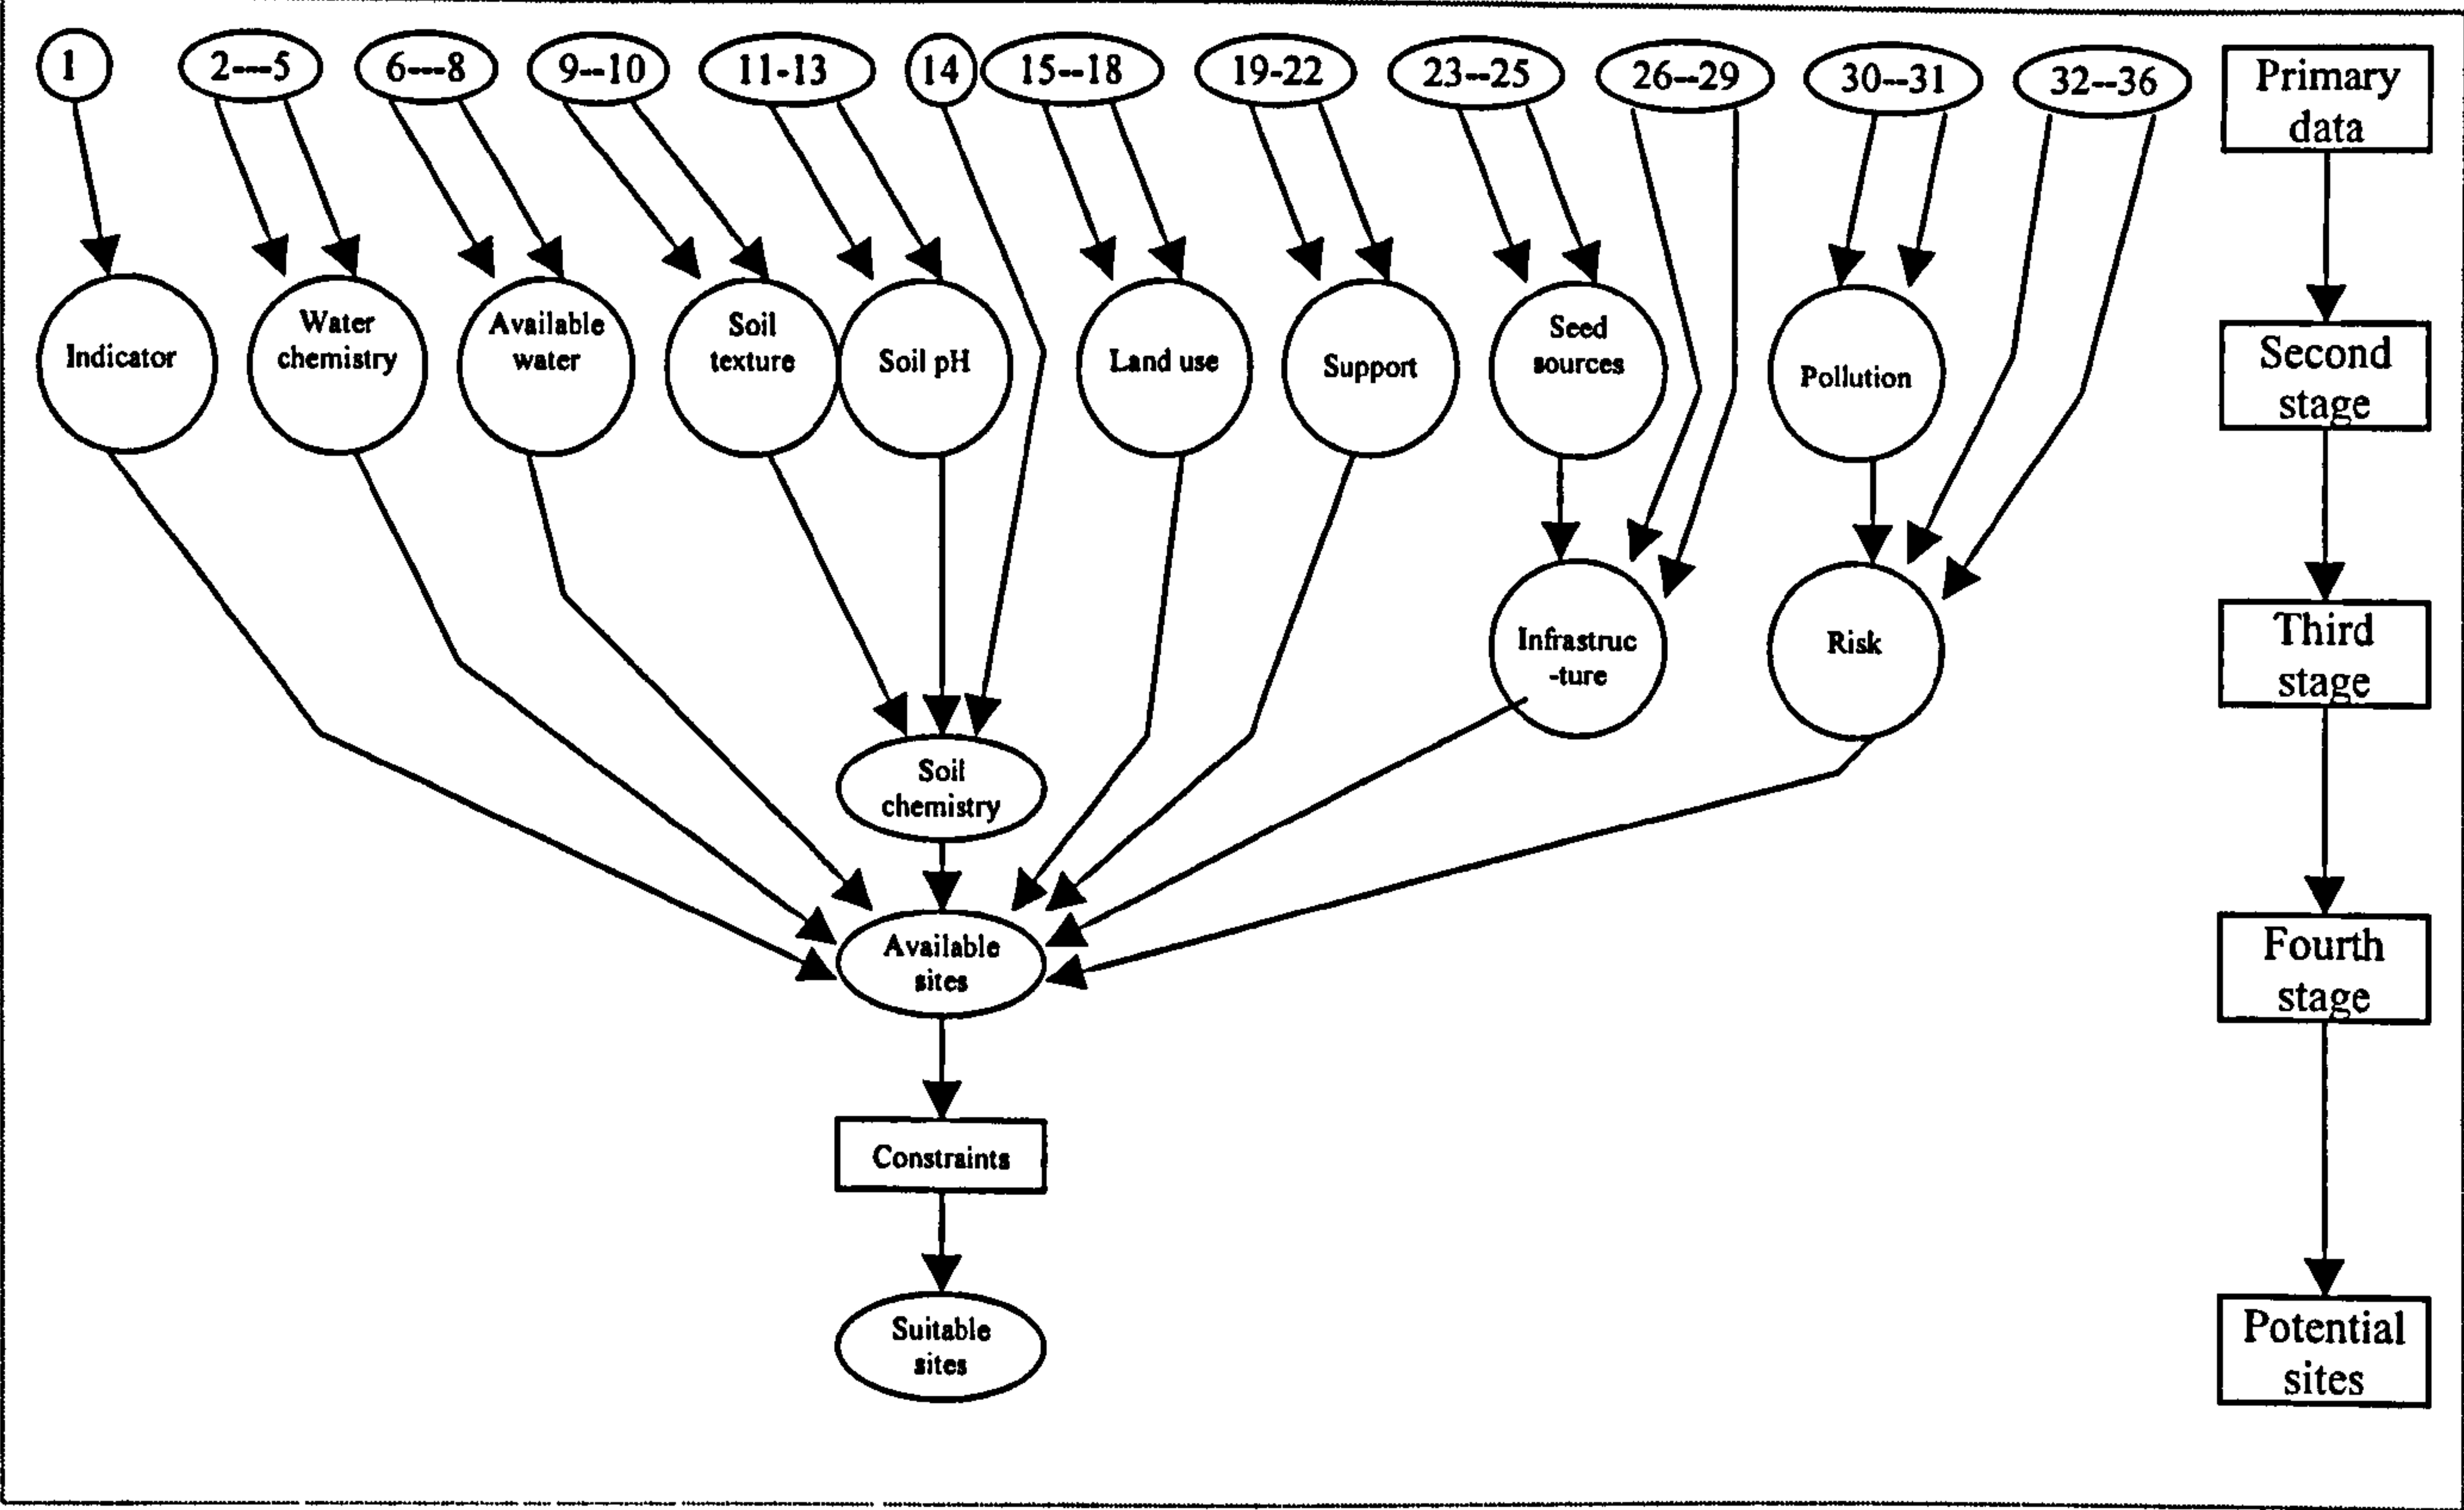 1
2---5
6---8
9--10
11-13
14
15--18
19-22
23--25
26--29
30--31
32--36
Primary
data
Indicator
Water
chemistry
Available
water
Soil
texture
Soil pH
Land use
Support
Seed
sources
Pollution
Second
stage
Infrastruc
-ture
Risk
Third
stage
Soil
chemistry
Available
sites
Fourth
stage
Constraints
Suitable
sites
Potential
sites